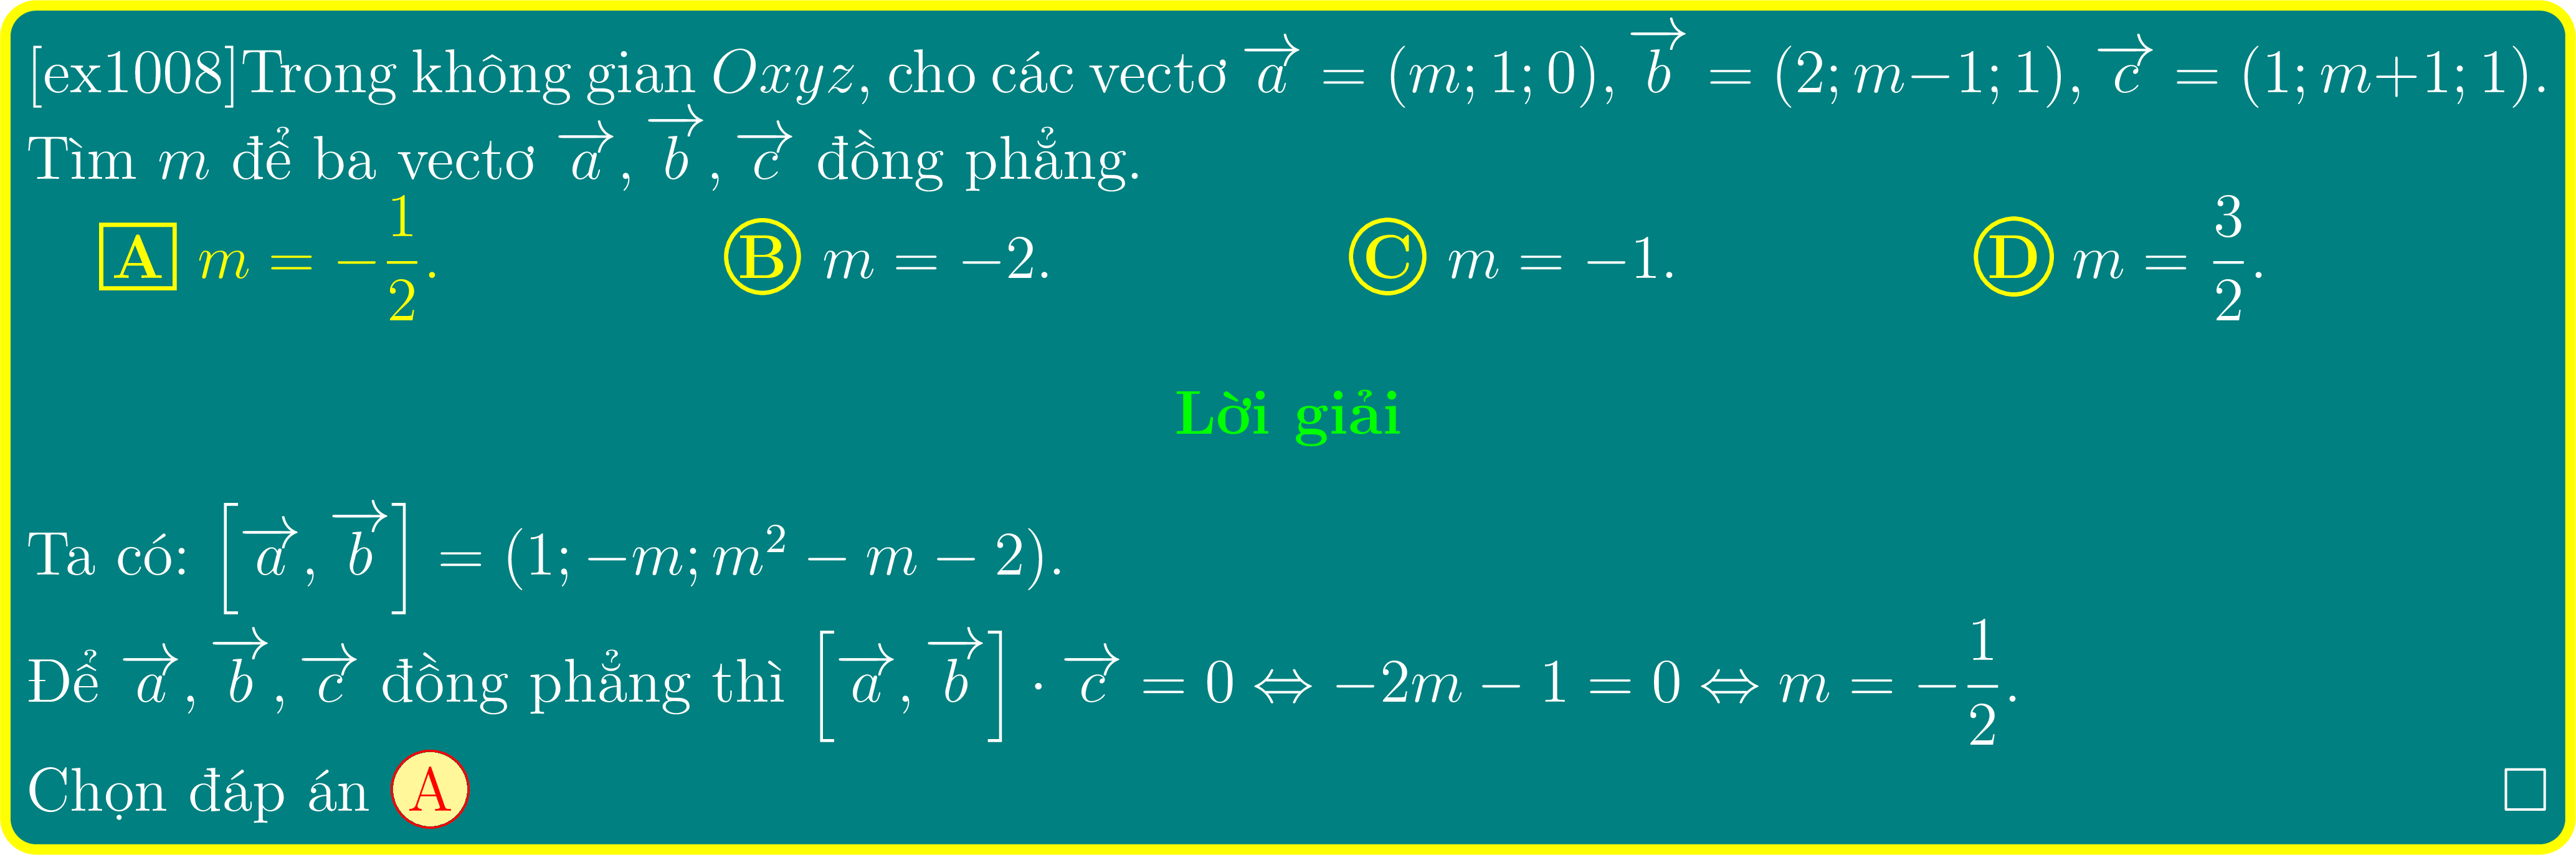 [ex1008]Trong không gian $Oxyz$, cho các vectơ $\overrightarrow{a} = (m; 1; 0)$, $\overrightarrow{b} = (2; m-1; 1)$, $\overrightarrow{c} = (1; m+1; 1)$.
Tìm $m$ để ba vectơ $\overrightarrow{a}$, $\overrightarrow{b}$, $\overrightarrow{c}$ đồng phẳng.
A $m = -\dfrac{1}{2}$. B $m = -2$. C $m = -1$. D $m = \dfrac{3}{2}$.
Lời giải
Ta có: $\left[\overrightarrow{a}, \overrightarrow{b}\right] = (1; -m; m^2 - m - 2)$.
Để $\overrightarrow{a}$, $\overrightarrow{b}$, $\overrightarrow{c}$ đồng phẳng thì $\left[\overrightarrow{a}, \overrightarrow{b}\right] \cdot \overrightarrow{c} = 0 \Leftrightarrow -2m - 1 = 0 \Leftrightarrow m = -\dfrac{1}{2}$.
Chọn đáp án A □